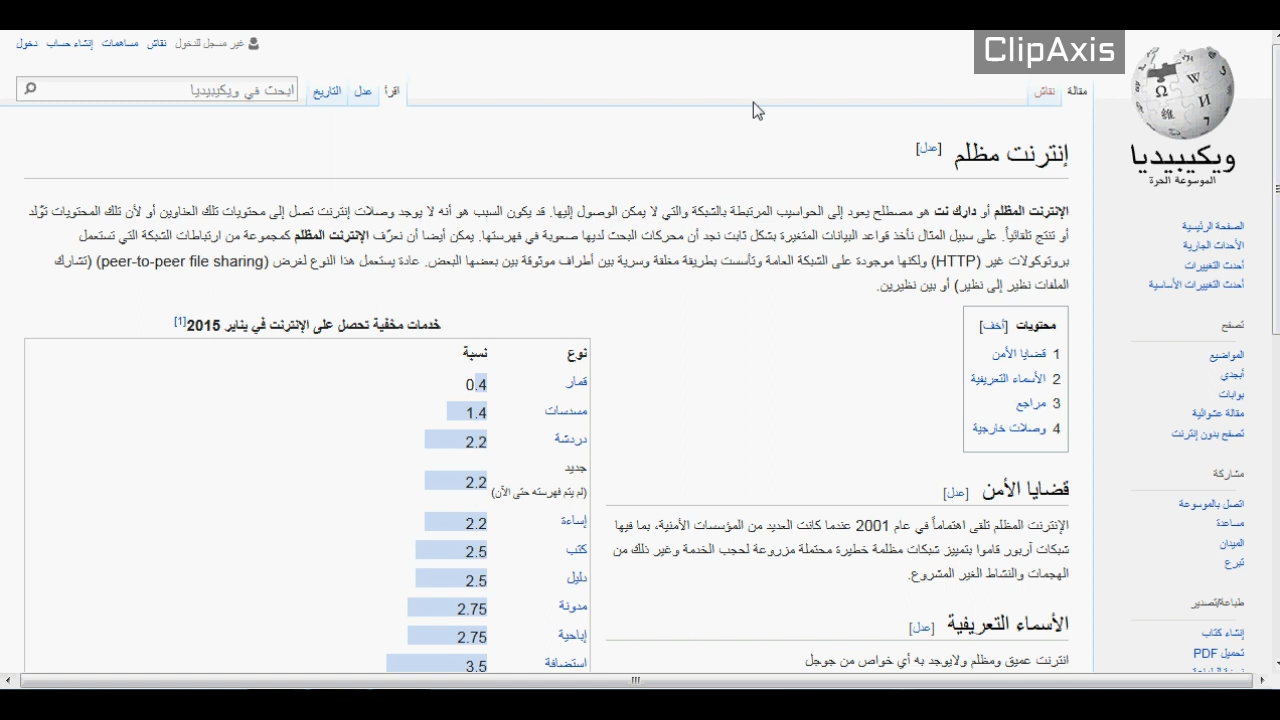 ClipAxis
غير مسجل للدخول نقاش مساهمات إنشاء حساب دخول
مقالة نقاش اقرأ عدل التاريخ ابحث في ويكيبيديا
ويكيبيديا
الموسوعة الحرة
إنترنت مظلم [عدل]
الإنترنت المظلم أو دارك نت هو مصطلح يعود إلى الحواسيب المرتبطة بالشبكة والتي لا يمكن الوصول إليها. قد يكون السبب هو أنه لا يوجد وصلات إنترنت تصل إلى محتويات تلك العناوين أو لأن تلك المحتويات تولد
أو تنتج تلقائياً. على سبيل المثال نأخذ قواعد البيانات المتغيرة بشكل ثابت نجد أن محركات البحث لديها صعوبة في فهرستها. يمكن أيضا أن نعرّف الإنترنت المظلم كمجموعة من ارتباطات الشبكة التي تستعمل
بروتوكولات غير (HTTP) ولكنها موجودة على الشبكة العامة وتأسست بطريقة مغلقة وسرية بين أطراف موثوقة بين بعضها البعض. عادة يستعمل هذا النوع لغرض (peer-to-peer file sharing) (تشارك
الملفات نظير إلى نظير) أو بين نظيرين.
محتويات [أخف]
1 قضايا الأمن
2 الأسماء التعريفية
3 مراجع
4 وصلات خارجية
خدمات مخفية تحصل على الإنترنت في يناير 2015[1]
نوع نسبة
قمار 0.4
مسدسات 1.4
دردشة 2.2
جديد
(لم يتم فهرسته حتى الآن) 2.2
إساءة 2.2
كتب 2.5
دليل 2.5
مدونة 2.75
إباحية 2.75
استضافة 3.5
قضايا الأمن [عدل]
الإنترنت المظلم تلقى اهتماماً في عام 2001 عندما كانت العديد من المؤسسات الأمنية، بما فيها
شبكات آربور قاموا بتمييز شبكات مظلمة خطيرة محتملة مزروعة لحجب الخدمة وغير ذلك من
الهجمات والنشاط الغير المشروع.
الأسماء التعريفية [عدل]
انترنت عميق ومظلم ولايوجد به أي خواص من جوجل
الصفحة الرئيسية
الأحداث الجارية
أحدث التغييرات
أحدث التغييرات الأساسية
تصفح
المواضيع
أبجدي
بوابات
مقالة عشوائية
تصفح بدون إنترنت
مشاركة
اتصل بالموسوعة
مساعدة
الميدان
تبرع
طباعة/تصدير
إنشاء كتاب
تحميل PDF